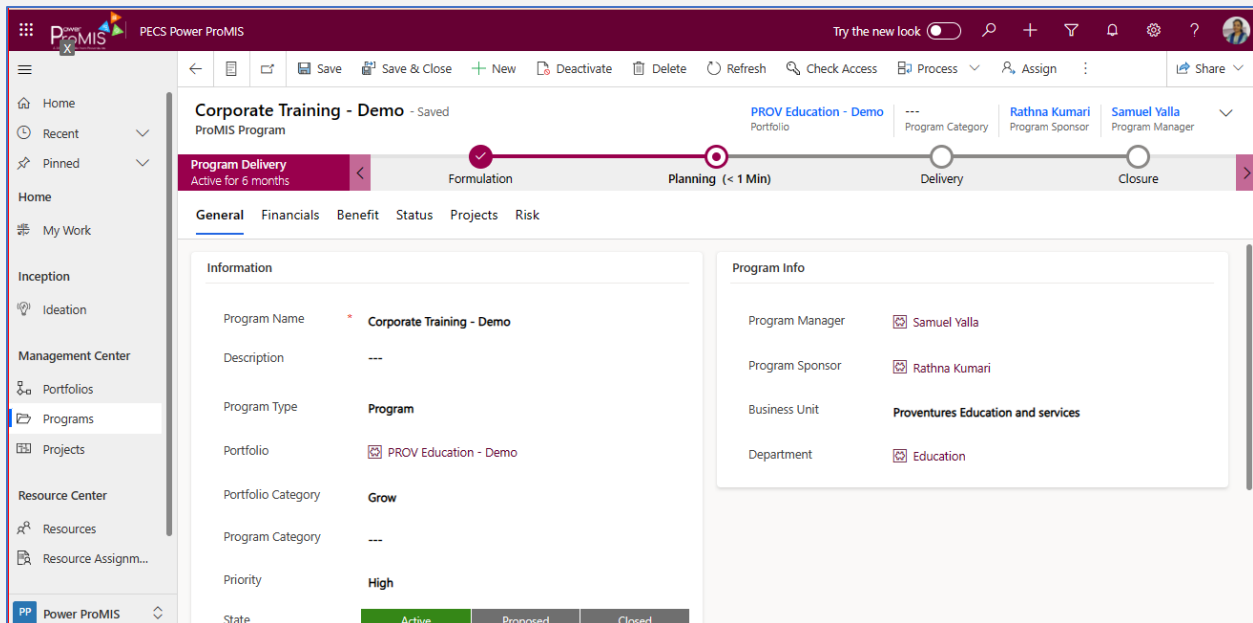 Power
ProMIS
X
PECS Power ProMIS
Try the new look
Save
Save & Close
New
Deactivate
Delete
Refresh
Check Access
Process
Assign
Share
Home
Recent
Pinned
Home
My Work
Inception
Ideation
Management Center
Portfolios
Programs
Projects
Resource Center
Resources
Resource Assignm...
PP Power ProMIS
Corporate Training - Demo - Saved
ProMIS Program
PROV Education - Demo
Portfolio
---
Program Category
Rathna Kumari
Program Sponsor
Samuel Yalla
Program Manager
Program Delivery
Active for 6 months
Formulation
Planning (< 1 Min)
Delivery
Closure
General Financials Benefit Status Projects Risk
Information
Program Name * Corporate Training - Demo
Description ---
Program Type Program
Portfolio PROV Education - Demo
Portfolio Category Grow
Program Category ---
Priority High
State Active Proposed Closed
Program Info
Program Manager Samuel Yalla
Program Sponsor Rathna Kumari
Business Unit Proventures Education and services
Department Education